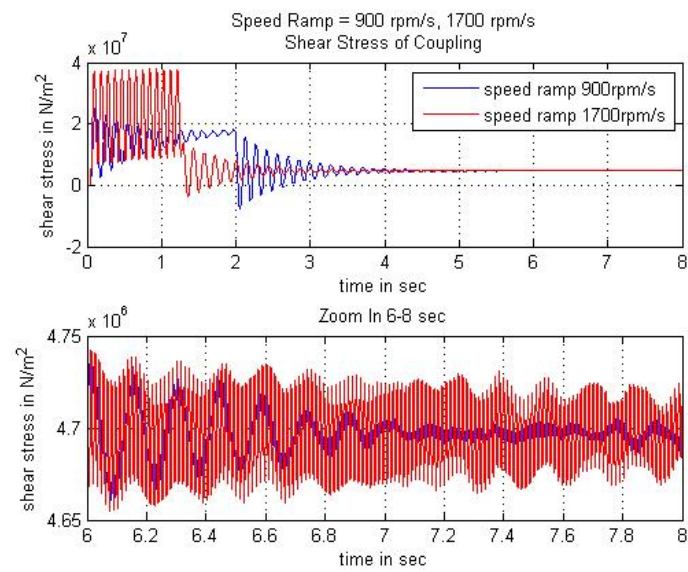 Speed Ramp = 900 rpm/s, 1700 rpm/s
Shear Stress of Coupling
x 10^7
4
2
0
-2
shear stress in N/m²
speed ramp 900rpm/s
speed ramp 1700rpm/s
0 1 2 3 4 5 6 7 8
time in sec
Zoom In 6-8 sec
x 10^6
4.75
4.7
4.65
shear stress in N/m²
6 6.2 6.4 6.6 6.8 7 7.2 7.4 7.6 7.8 8
time in sec